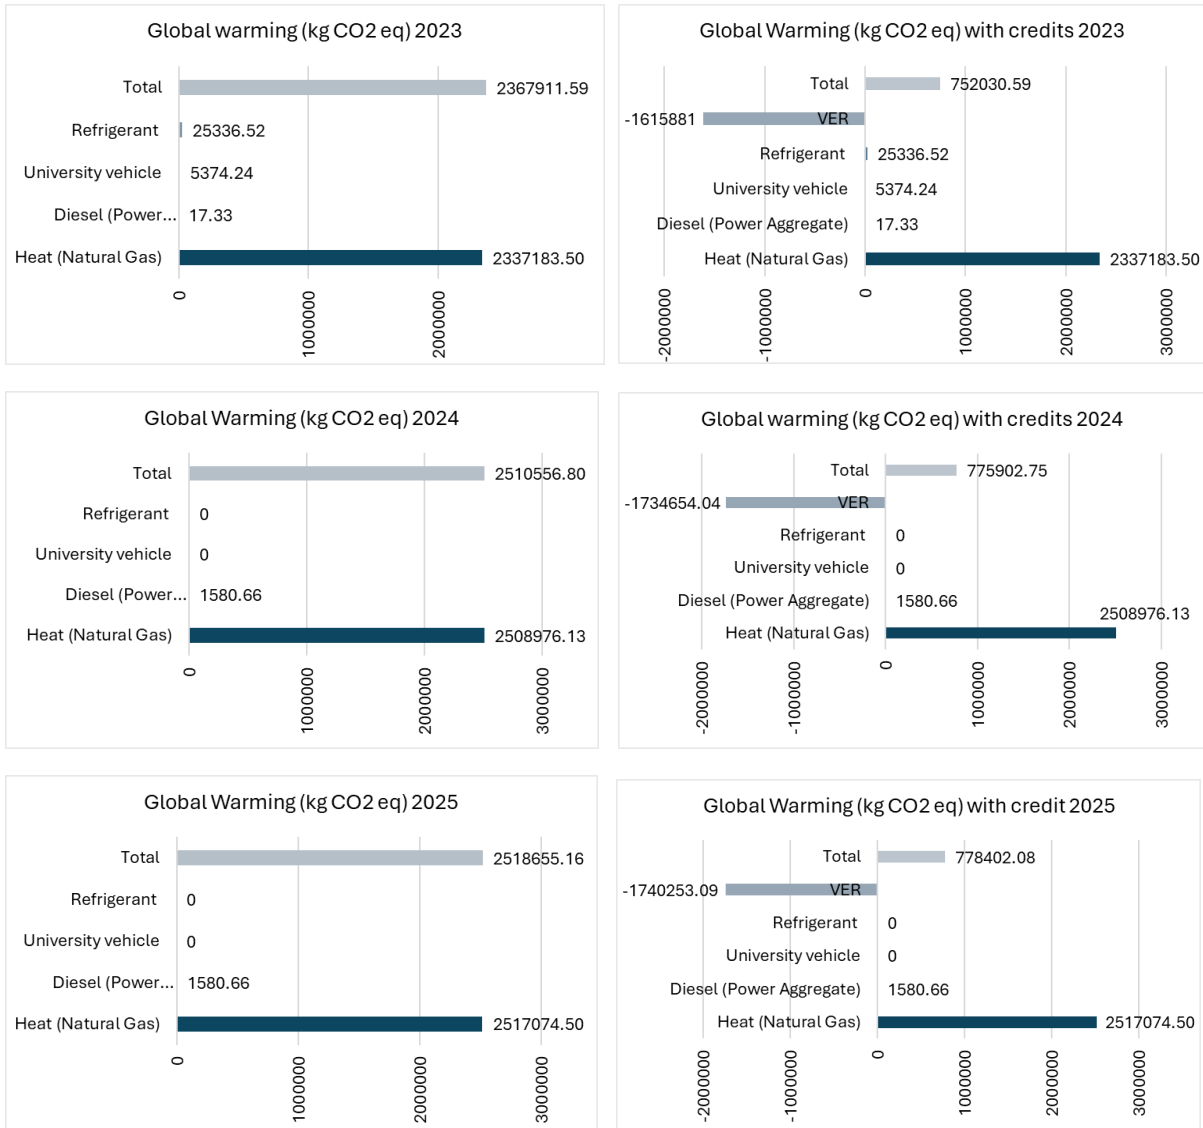 Global warming (kg CO2 eq) 2023
Total 2367911.59
Refrigerant 25336.52
University vehicle 5374.24
Diesel (Power... 17.33
Heat (Natural Gas) 2337183.50
0 1000000 2000000
Global Warming (kg CO2 eq) with credits 2023
Total 752030.59
-1615881 VER
Refrigerant 25336.52
University vehicle 5374.24
Diesel (Power Aggregate) 17.33
Heat (Natural Gas) 2337183.50
-2000000 -1000000 0 1000000 2000000 3000000
Global Warming (kg CO2 eq) 2024
Total 2510556.80
Refrigerant 0
University vehicle 0
Diesel (Power... 1580.66
Heat (Natural Gas) 2508976.13
0 1000000 2000000 3000000
Global warming (kg CO2 eq) with credits 2024
Total 775902.75
-1734654.04 VER
Refrigerant 0
University vehicle 0
Diesel (Power Aggregate) 1580.66
Heat (Natural Gas) 2508976.13
-2000000 -1000000 0 1000000 2000000 3000000
Global Warming (kg CO2 eq) 2025
Total 2518655.16
Refrigerant 0
University vehicle 0
Diesel (Power... 1580.66
Heat (Natural Gas) 2517074.50
0 1000000 2000000 3000000
Global Warming (kg CO2 eq) with credit 2025
Total 778402.08
-1740253.09 VER
Refrigerant 0
University vehicle 0
Diesel (Power Aggregate) 1580.66
Heat (Natural Gas) 2517074.50
-2000000 -1000000 0 1000000 2000000 3000000